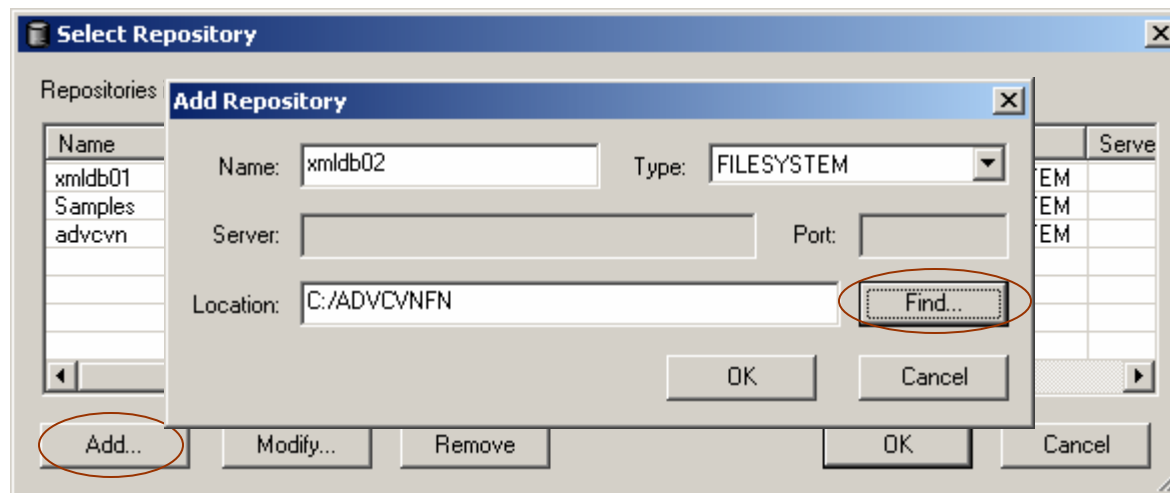 Select Repository
Repositories
Add Repository
Name
Serve
Name: xmldb02 Type: FILESYSTEM
xmldb01 TEM
Samples TEM
advcvn TEM
Server: Port:
Location: C:/ADVCVNFN Find...
OK Cancel
Add... Modify... Remove OK Cancel